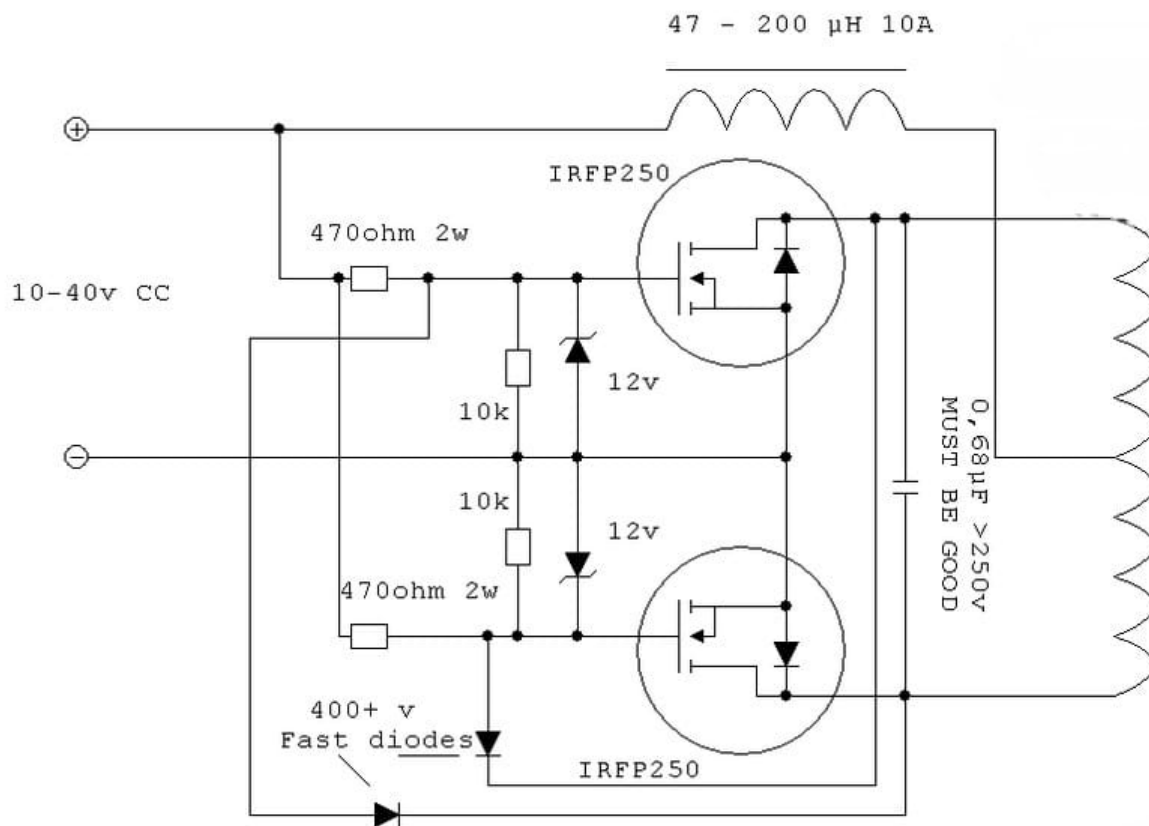 47 - 200 µH 10A
IRFP250
470ohm 2w
10-40v CC
12v
10k
10k
12v
470ohm 2w
0,68µF >250v
MUST BE GOOD
400+ v
Fast diodes
IRFP250